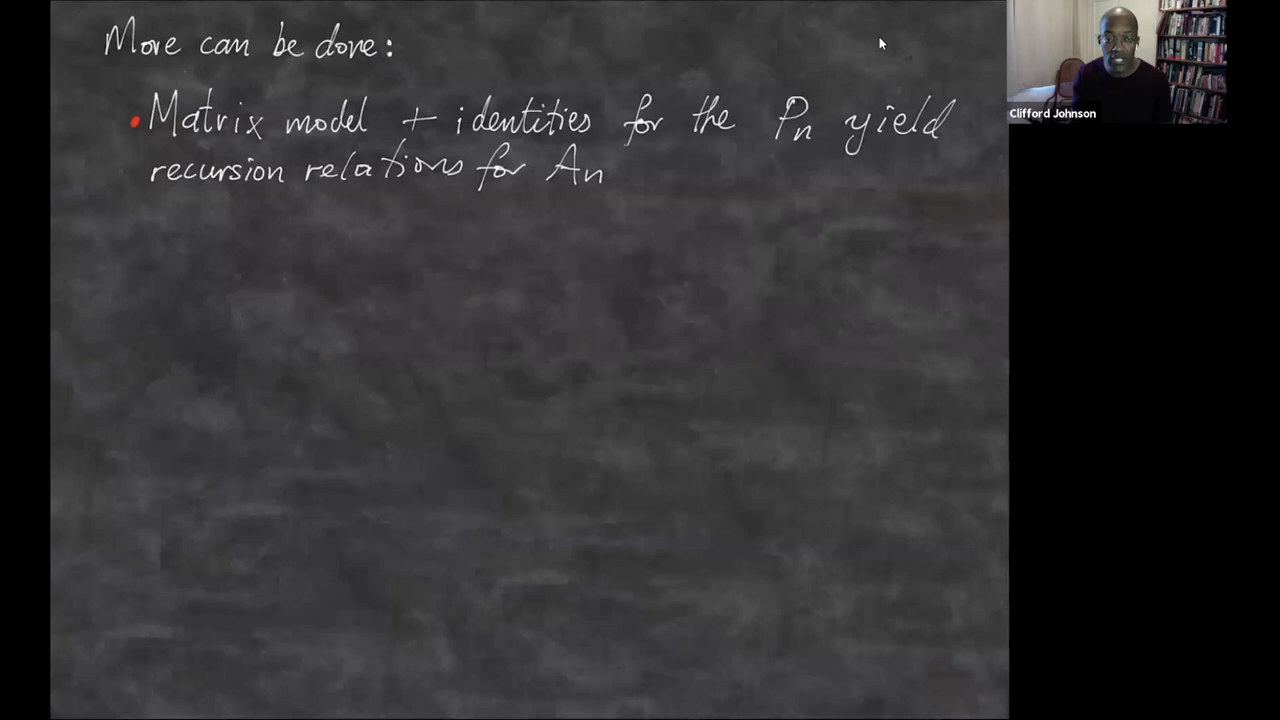 More can be done:
• Matrix model + identities for the Pn yield
recursion relations for An
Clifford Johnson